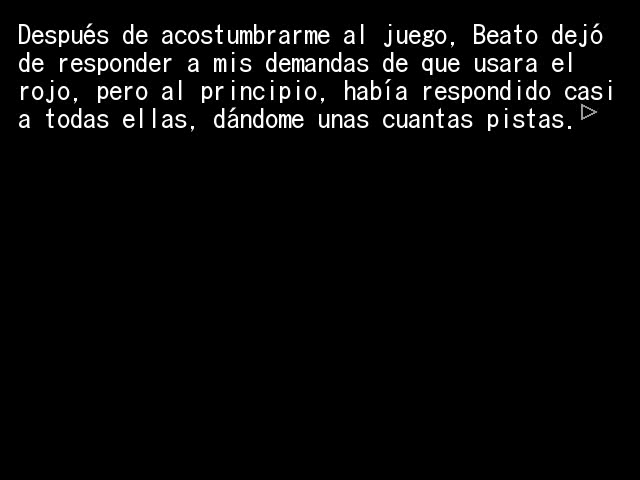 Después de acostumbrarme al juego, Beato dejó
de responder a mis demandas de que usara el
rojo, pero al principio, había respondido casi
a todas ellas, dándome unas cuantas pistas.